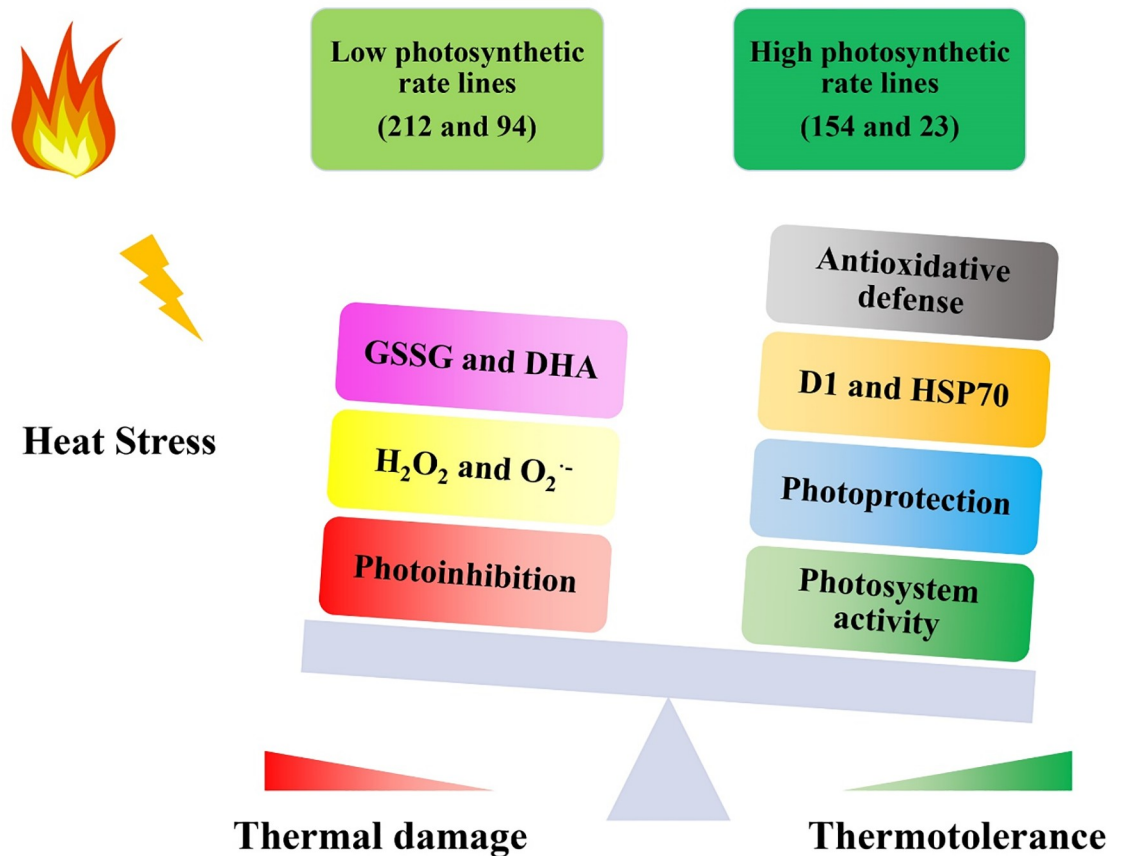 Low photosynthetic
rate lines
(212 and 94)
High photosynthetic
rate lines
(154 and 23)
Antioxidative
defense
GSSG and DHA
D1 and HSP70
Heat Stress
H₂O₂ and O₂·⁻
Photoprotection
Photoinhibition
Photosystem
activity
Thermal damage
Thermotolerance